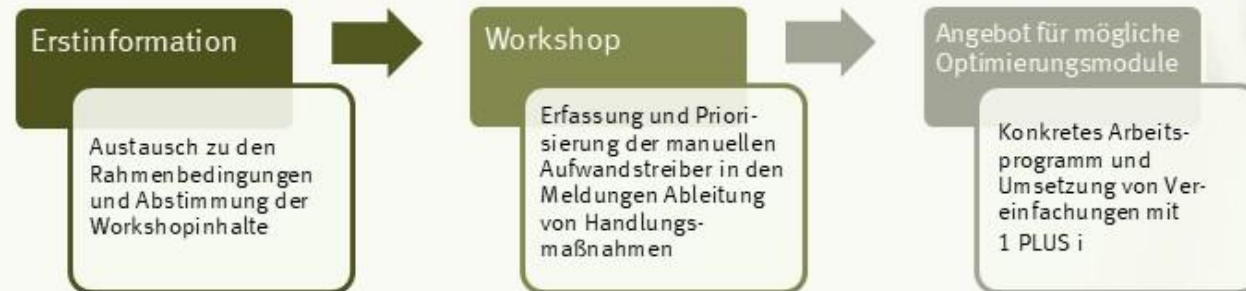 Erstinformation
Austausch zu den
Rahmenbedingungen
und Abstimmung der
Workshopinhalte
Workshop
Erfassung und Priori-
sierung der manuellen
Aufwandstreiber in den
Meldungen Ableitung
von Handlungs-
maßnahmen
Angebot für mögliche
Optimierungsmodule
Konkretes Arbeits-
programm und
Umsetzung von Ver-
einfachungen mit
1 PLUS i